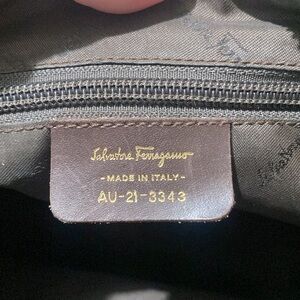 Salvatore Ferragamo
-MADE IN ITALY-
AU-21-3343